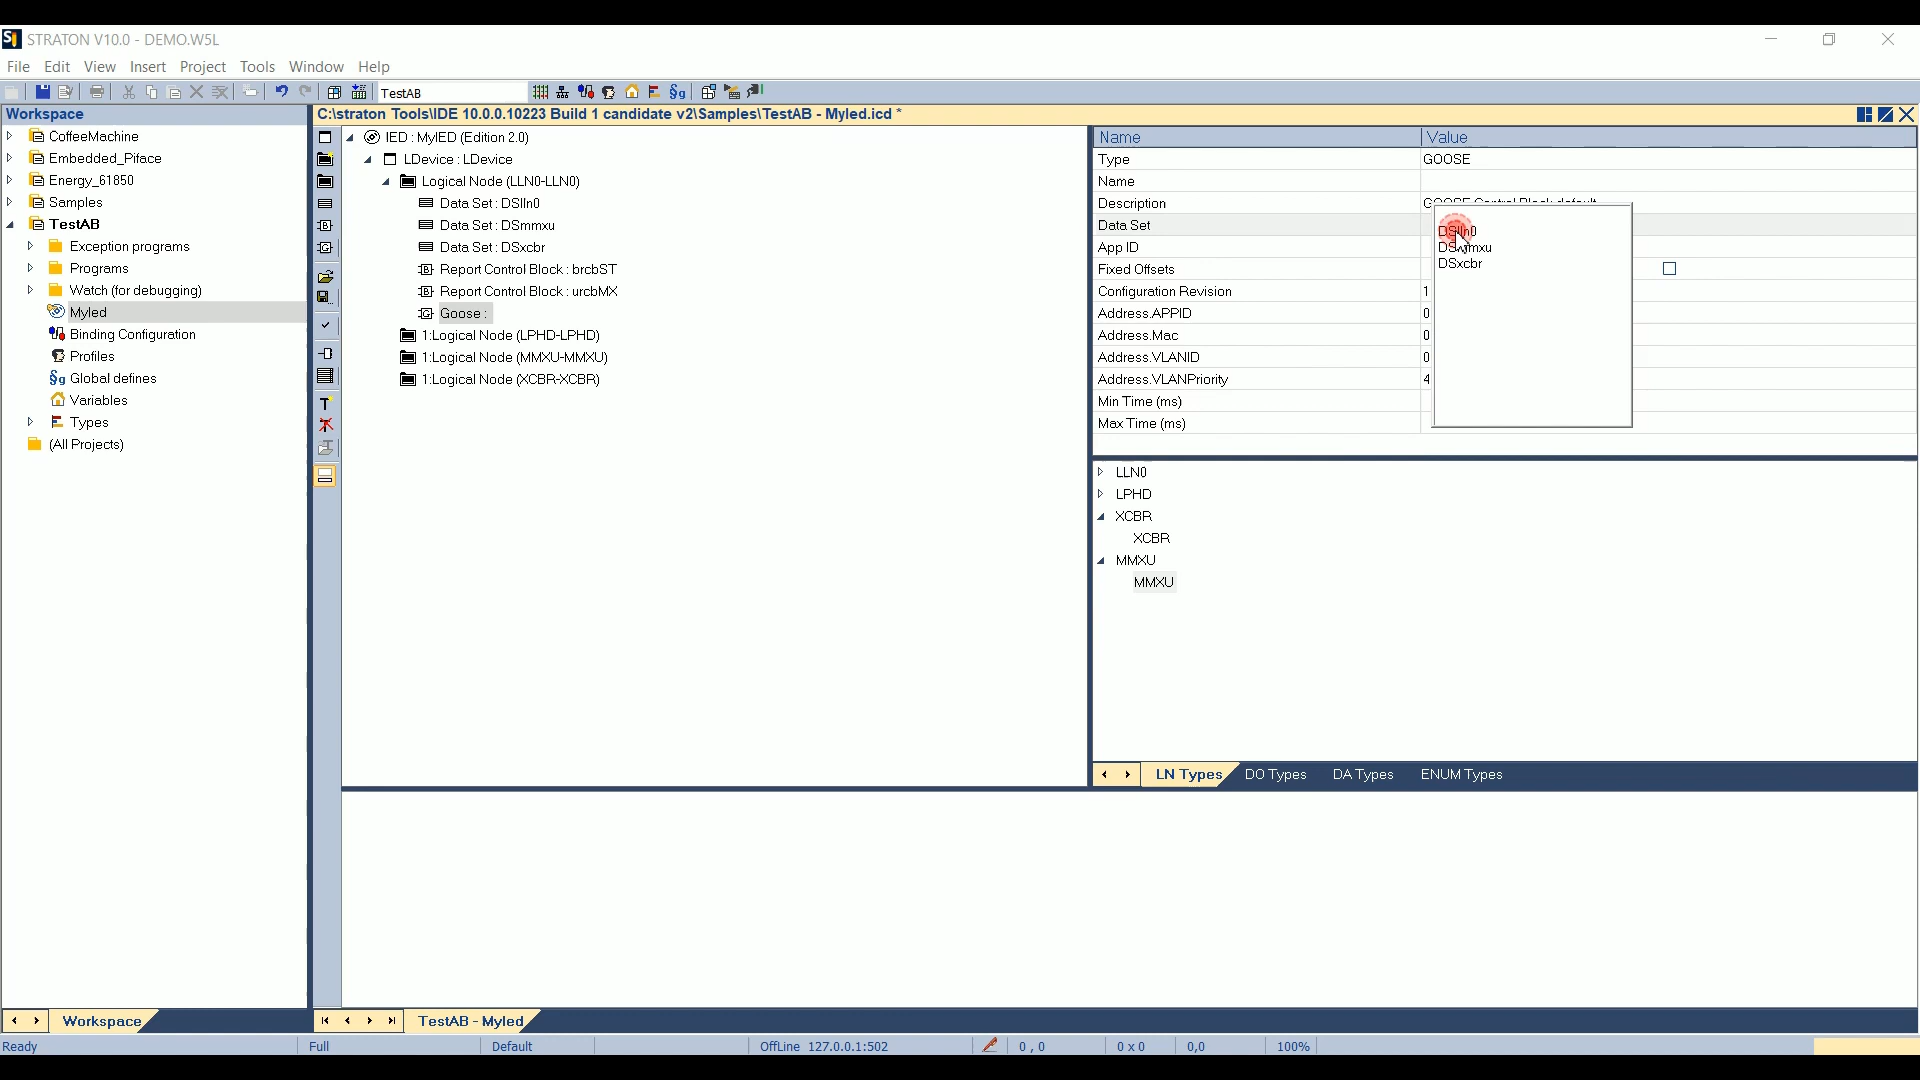 STRATON V10.0 - DEMO.W5L
File Edit View Insert Project Tools Window Help
TestAB
Workspace
CoffeeMachine
Embedded_Piface
Energy_61850
Samples
TestAB
Exception programs
Programs
Watch (for debugging)
MyIed
Binding Configuration
Profiles
Global defines
Variables
Types
(All Projects)
C:\straton Tools\IDE 10.0.0.10223 Build 1 candidate v2\Samples\TestAB - MyIed.icd *
IED : MyIED (Edition 2.0)
LDevice : LDevice
Logical Node (LLN0-LLN0)
Data Set : DSlln0
Data Set : DSmmxu
Data Set : DSxcbr
Report Control Block : brcbST
Report Control Block : urcbMX
Goose :
1:Logical Node (LPHD-LPHD)
1:Logical Node (MMXU-MMXU)
1:Logical Node (XCBR-XCBR)
Name Value
Type GOOSE
Name
Description GOOSE Control Block default
Data Set
App ID
Fixed Offsets
Configuration Revision 1
Address.APPID 0
Address.Mac 0
Address.VLANID 0
Address.VLANPriority 4
Min Time (ms)
Max Time (ms)
DSlln0
DSmmxu
DSxcbr
LLN0
LPHD
XCBR
XCBR
MMXU
MMXU
LN Types DO Types DA Types ENUM Types
Workspace
TestAB - MyIed
Ready Full Default OffLine 127.0.0.1:502 0 , 0 0 x 0 0,0 100%